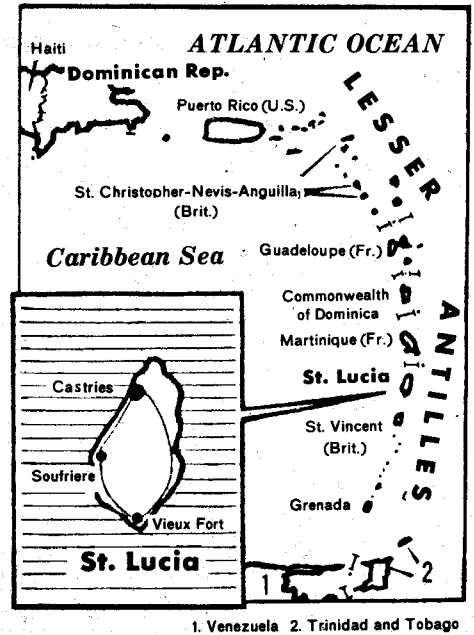 ATLANTIC OCEAN
Haiti
Dominican Rep.
Puerto Rico (U.S.)
LESSER
St. Christopher-Nevis-Anguilla
(Brit.)
Caribbean Sea
Guadeloupe (Fr.)
Commonwealth
of Dominica
Martinique (Fr.)
ANTILLES
St. Lucia
St. Vincent
(Brit.)
Grenada
Castries
Soufriere
Vieux Fort
St. Lucia
1
2
1. Venezuela 2. Trinidad and Tobago